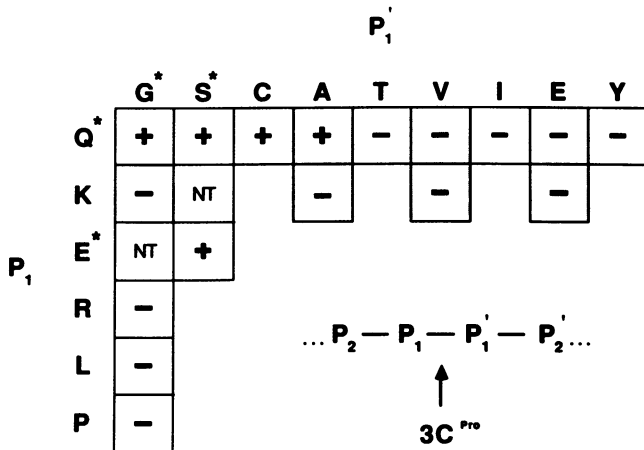 P₁'
G* S* C A T V I E Y
Q* + + + + − − − − −
K − NT − − −
E* NT +
P₁
R −
L −
P −
... P₂ — P₁ — P₁' — P₂' ...
3C Pro